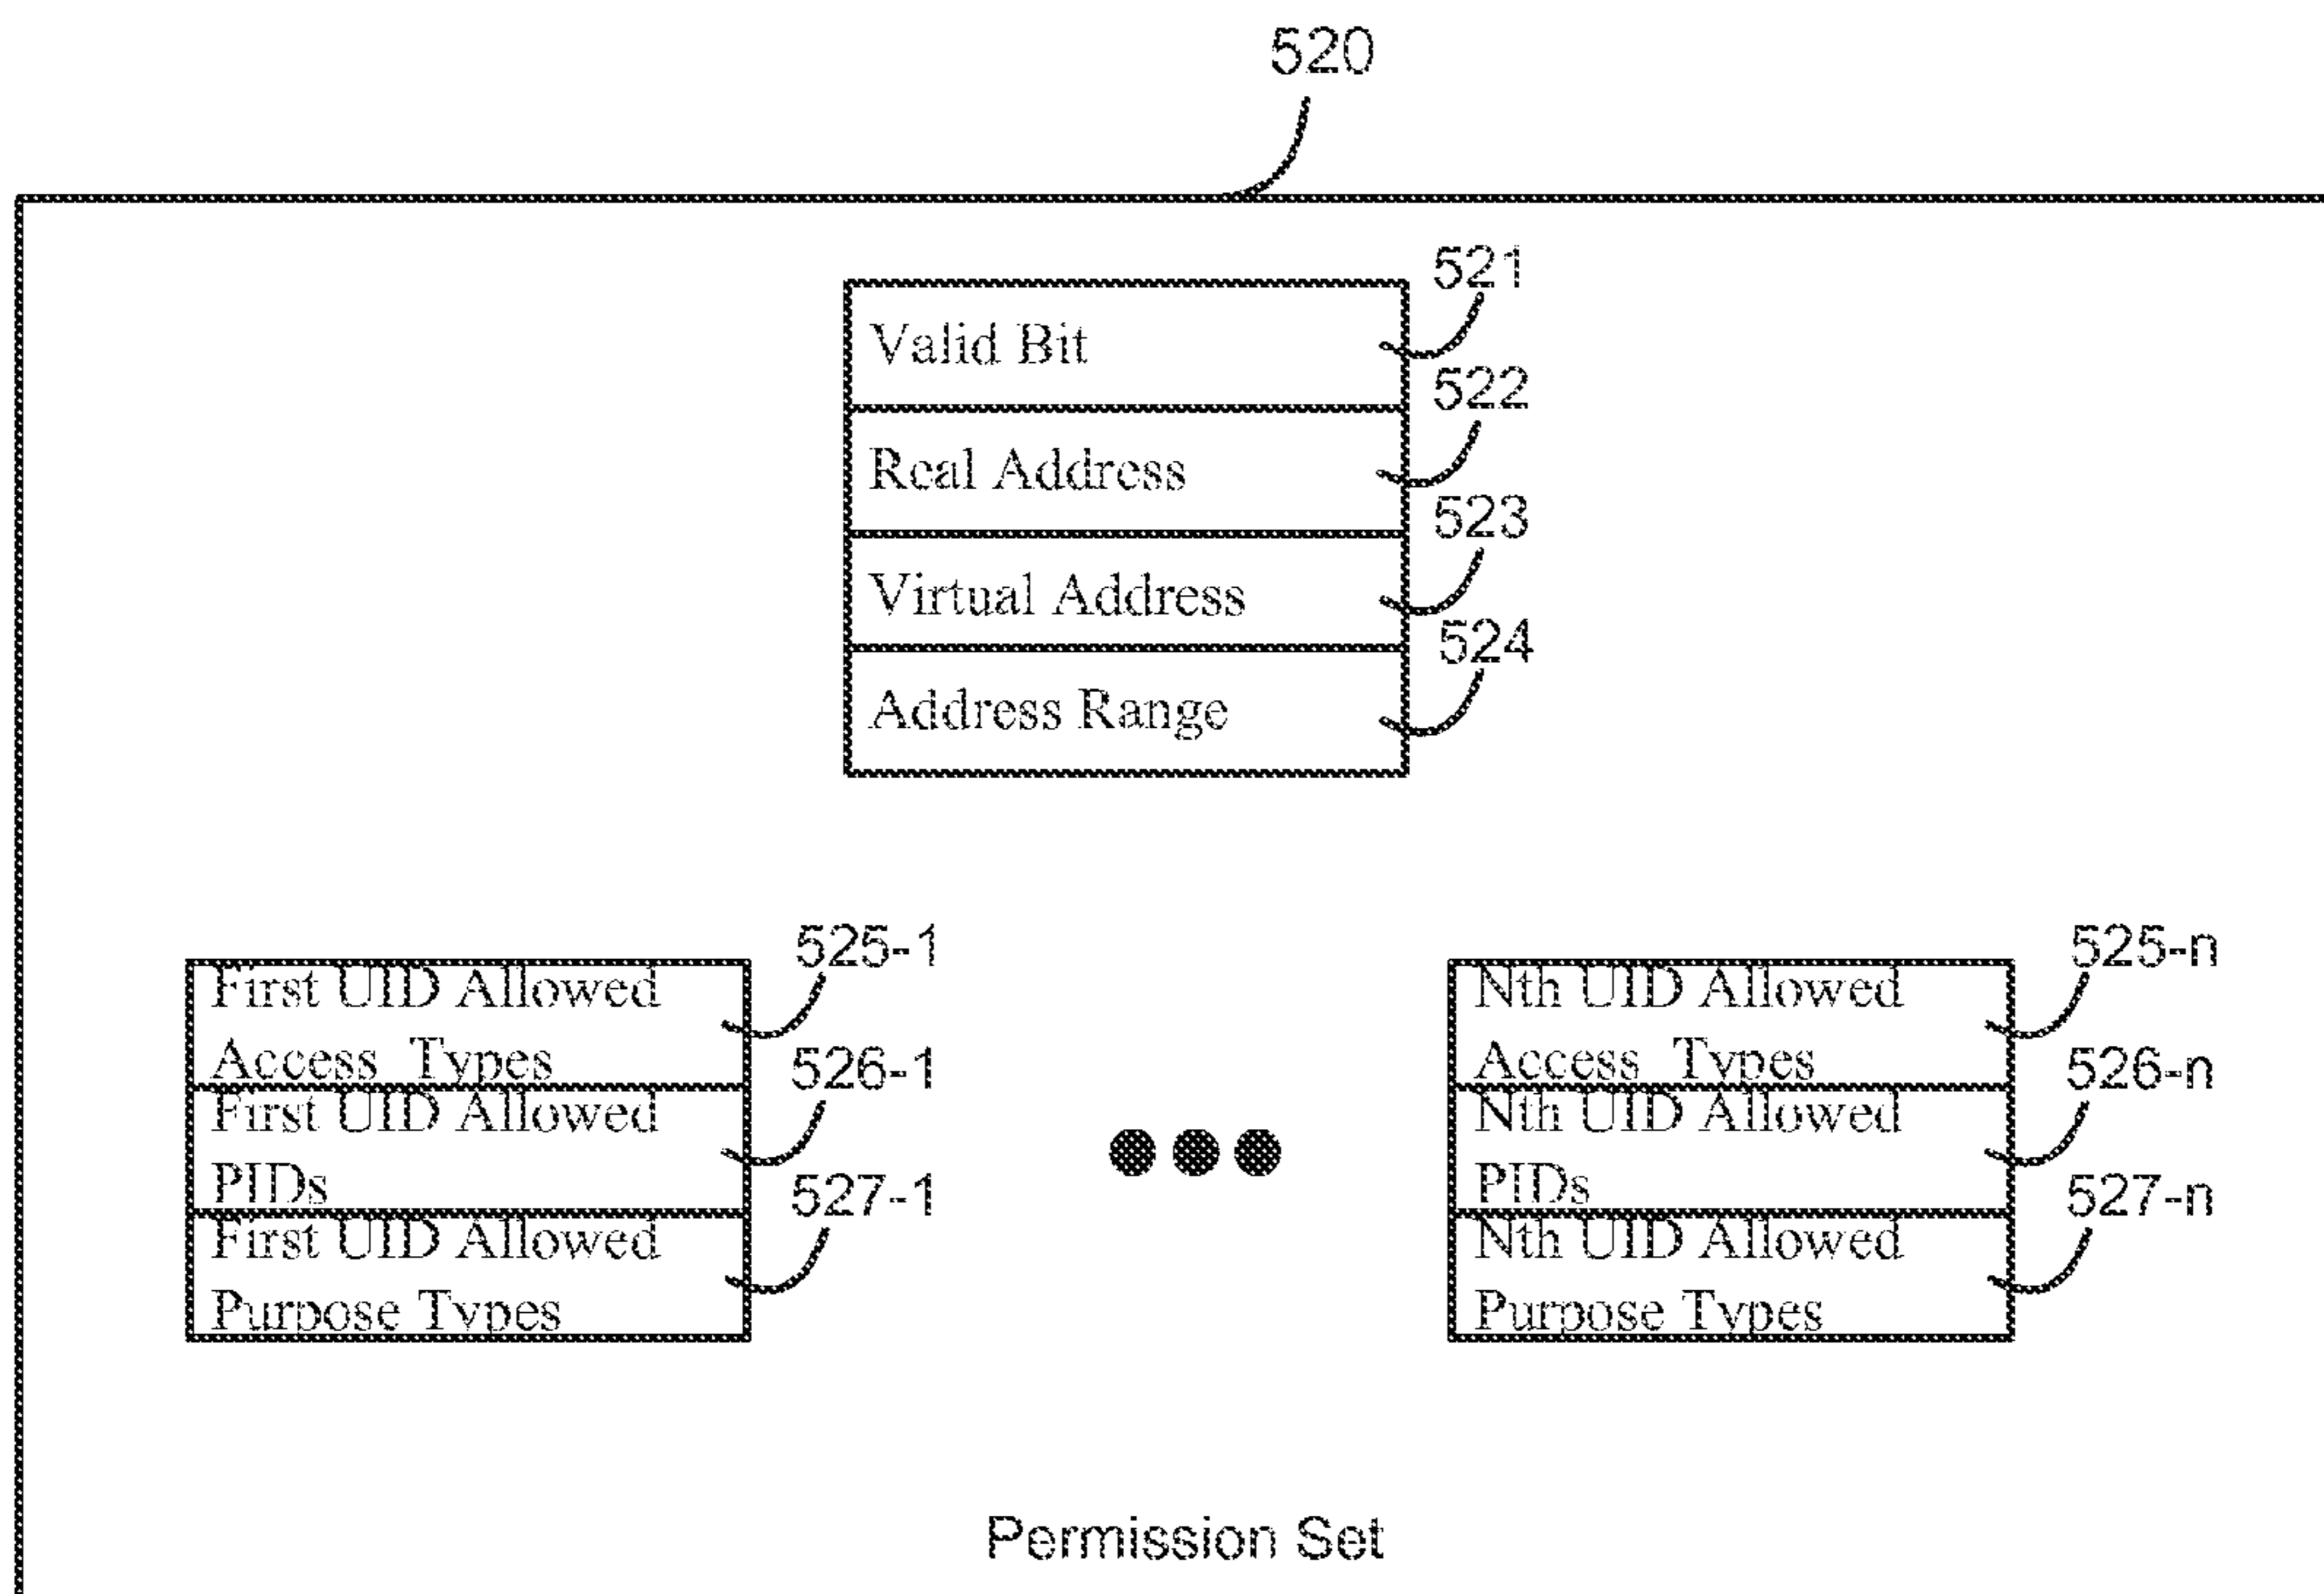 520
Valid Bit
521
Real Address
522
Virtual Address
523
Address Range
524
First UID Allowed
Access Types
525-1
First UID Allowed
PIDs
526-1
First UID Allowed
Purpose Types
527-1
Nth UID Allowed
Access Types
525-n
Nth UID Allowed
PIDs
526-n
Nth UID Allowed
Purpose Types
527-n
Permission Set